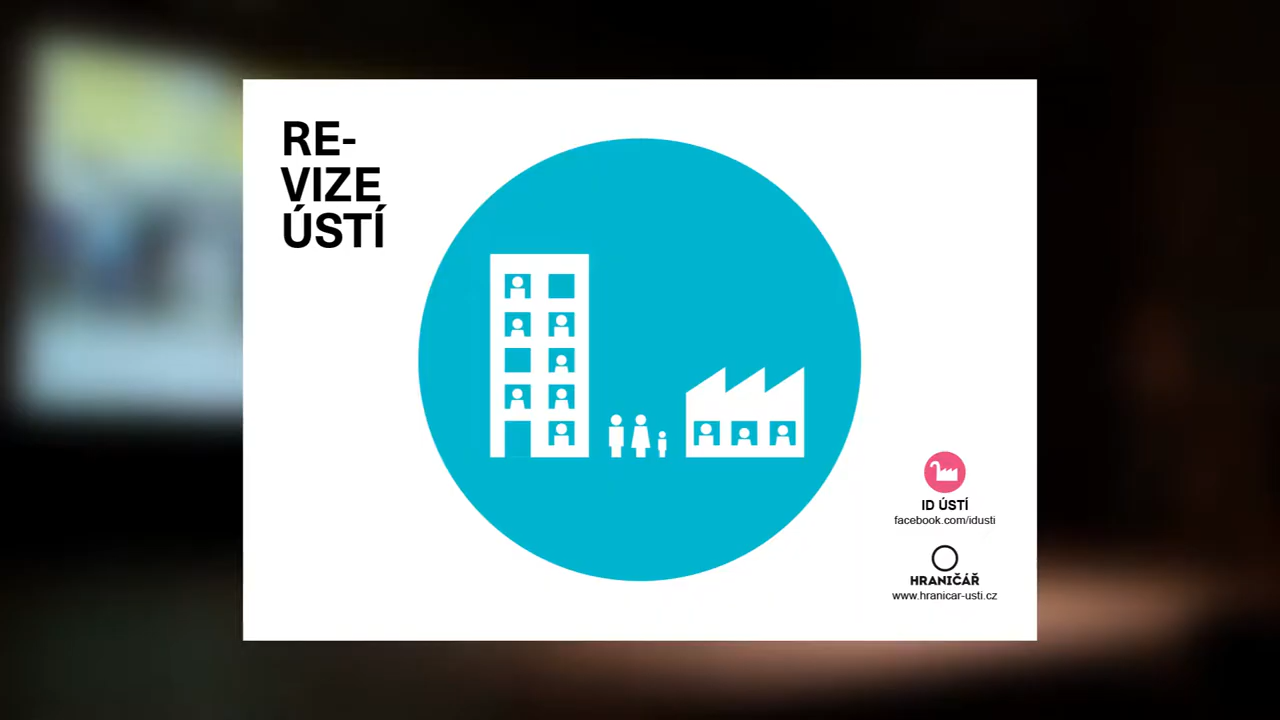 RE-
VIZE
ÚSTÍ
ID ÚSTÍ
facebook.com/idusti
HRANIČÁŘ
www.hranicar-usti.cz